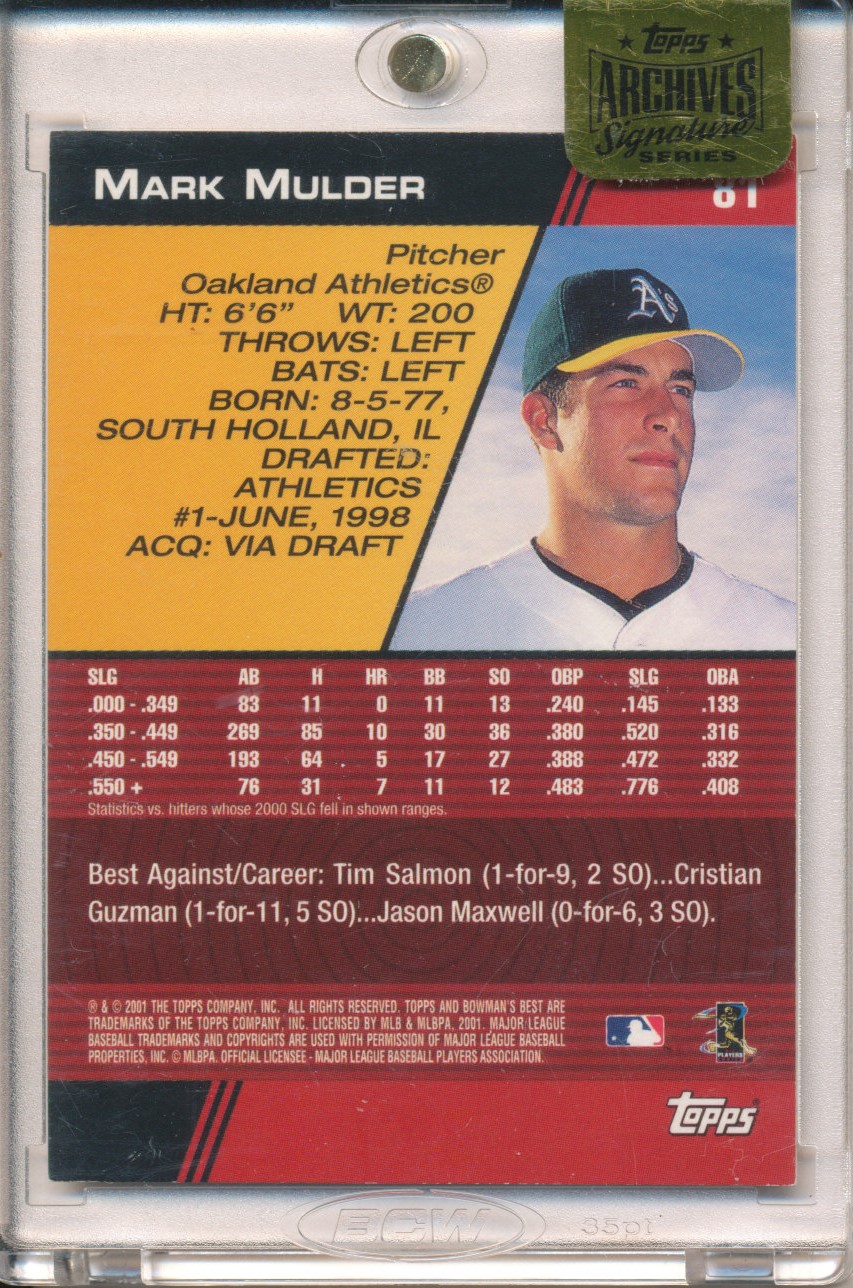 ★ Topps ★
ARCHIVES
Signature
SERIES
MARK MULDER
81
Pitcher
Oakland Athletics®
HT: 6'6" WT: 200
THROWS: LEFT
BATS: LEFT
BORN: 8-5-77,
SOUTH HOLLAND, IL
DRAFTED:
ATHLETICS
#1-JUNE, 1998
ACQ: VIA DRAFT
A's
SLG AB H HR BB SO OBP SLG OBA
.000 - .349 83 11 0 11 13 .240 .145 .133
.350 - .449 269 85 10 30 36 .380 .520 .316
.450 - .549 193 64 5 17 27 .388 .472 .332
.550 + 76 31 7 11 12 .483 .776 .408
Statistics vs. hitters whose 2000 SLG fell in shown ranges.
Best Against/Career: Tim Salmon (1-for-9, 2 SO)...Cristian
Guzman (1-for-11, 5 SO)...Jason Maxwell (0-for-6, 3 SO).
® & © 2001 THE TOPPS COMPANY, INC. ALL RIGHTS RESERVED. TOPPS AND BOWMAN'S BEST ARE
TRADEMARKS OF THE TOPPS COMPANY, INC. LICENSED BY MLB & MLBPA, 2001. MAJOR LEAGUE
BASEBALL TRADEMARKS AND COPYRIGHTS ARE USED WITH PERMISSION OF MAJOR LEAGUE BASEBALL
PROPERTIES, INC. © MLBPA. OFFICIAL LICENSEE - MAJOR LEAGUE BASEBALL PLAYERS ASSOCIATION.
PLAYERS
Topps®
BCW
35pt